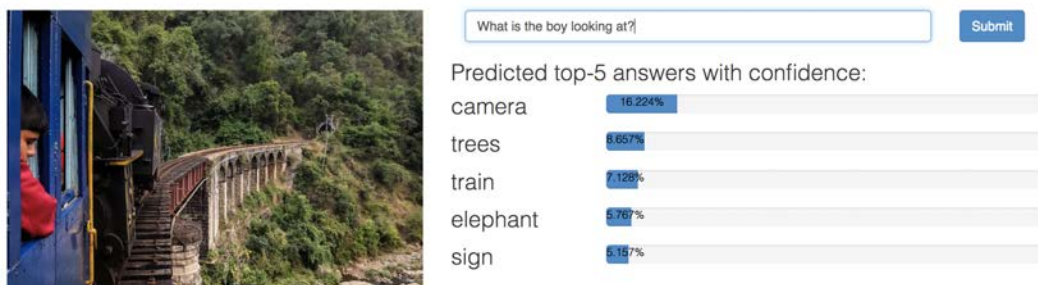 What is the boy looking at?
Submit
Predicted top-5 answers with confidence:
camera 16.224%
trees 8.657%
train 7.128%
elephant 5.767%
sign 5.157%